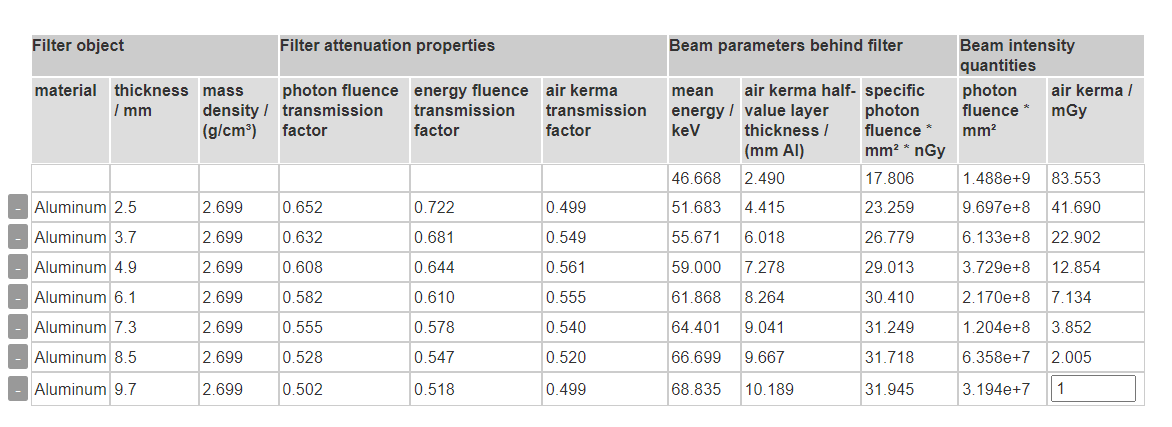 Filter object Filter attenuation properties Beam parameters behind filter Beam intensity
quantities
material thickness mass photon fluence energy fluence air kerma mean air kerma half- specific photon air kerma /
/ mm density / transmission transmission transmission energy / value layer photon fluence * mGy
(g/cm³) factor factor factor keV thickness / fluence * mm²
(mm Al) mm² * nGy
46.668 2.490 17.806 1.488e+9 83.553
- Aluminum 2.5 2.699 0.652 0.722 0.499 51.683 4.415 23.259 9.697e+8 41.690
- Aluminum 3.7 2.699 0.632 0.681 0.549 55.671 6.018 26.779 6.133e+8 22.902
- Aluminum 4.9 2.699 0.608 0.644 0.561 59.000 7.278 29.013 3.729e+8 12.854
- Aluminum 6.1 2.699 0.582 0.610 0.555 61.868 8.264 30.410 2.170e+8 7.134
- Aluminum 7.3 2.699 0.555 0.578 0.540 64.401 9.041 31.249 1.204e+8 3.852
- Aluminum 8.5 2.699 0.528 0.547 0.520 66.699 9.667 31.718 6.358e+7 2.005
- Aluminum 9.7 2.699 0.502 0.518 0.499 68.835 10.189 31.945 3.194e+7 1